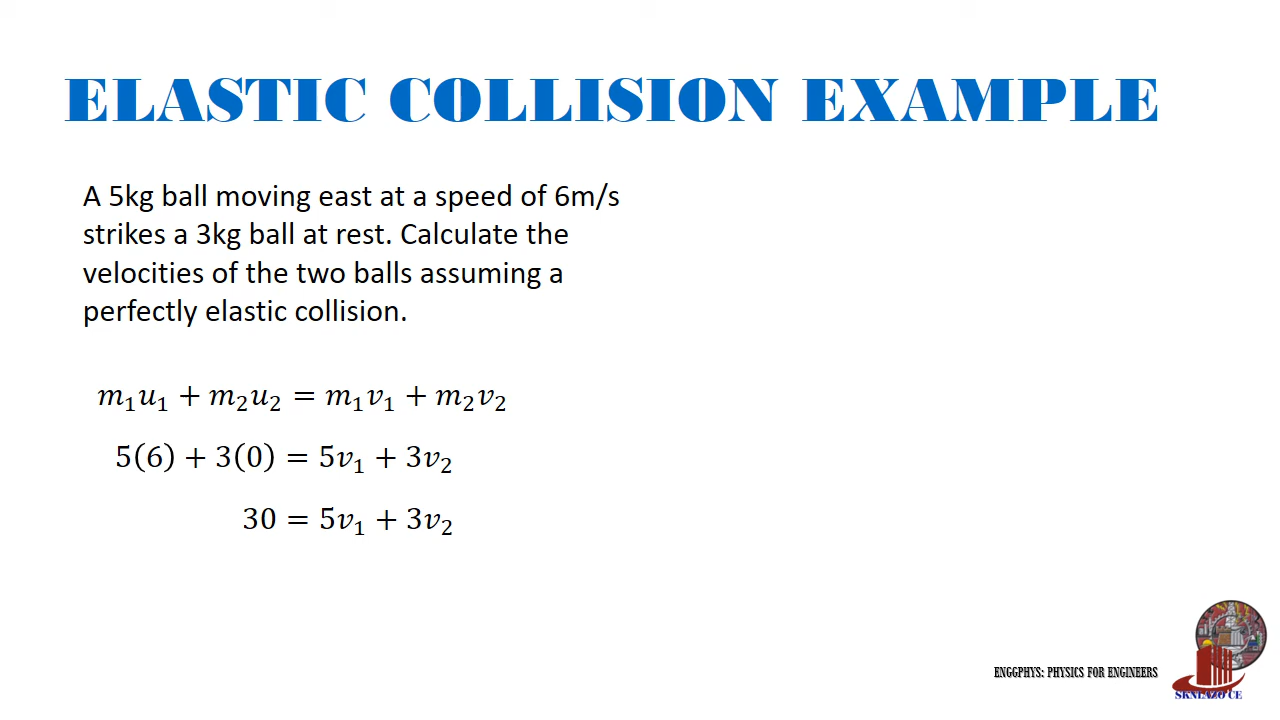 ELASTIC COLLISION EXAMPLE
A 5kg ball moving east at a speed of 6m/s
strikes a 3kg ball at rest. Calculate the
velocities of the two balls assuming a
perfectly elastic collision.
m₁u₁ + m₂u₂ = m₁v₁ + m₂v₂
5(6) + 3(0) = 5v₁ + 3v₂
30 = 5v₁ + 3v₂
ENGGPHYS: PHYSICS FOR ENGINEERS
SKNLAZO CE